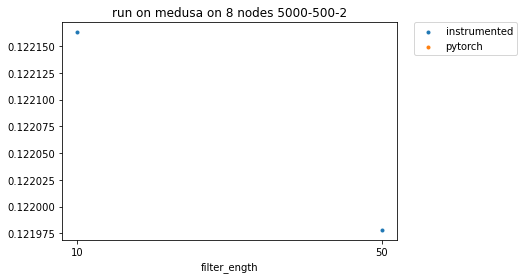 run on medusa on 8 nodes 5000-500-2
instrumented
pytorch
0.122150
0.122125
0.122100
0.122075
0.122050
0.122025
0.122000
0.121975
10
50
filter_ength